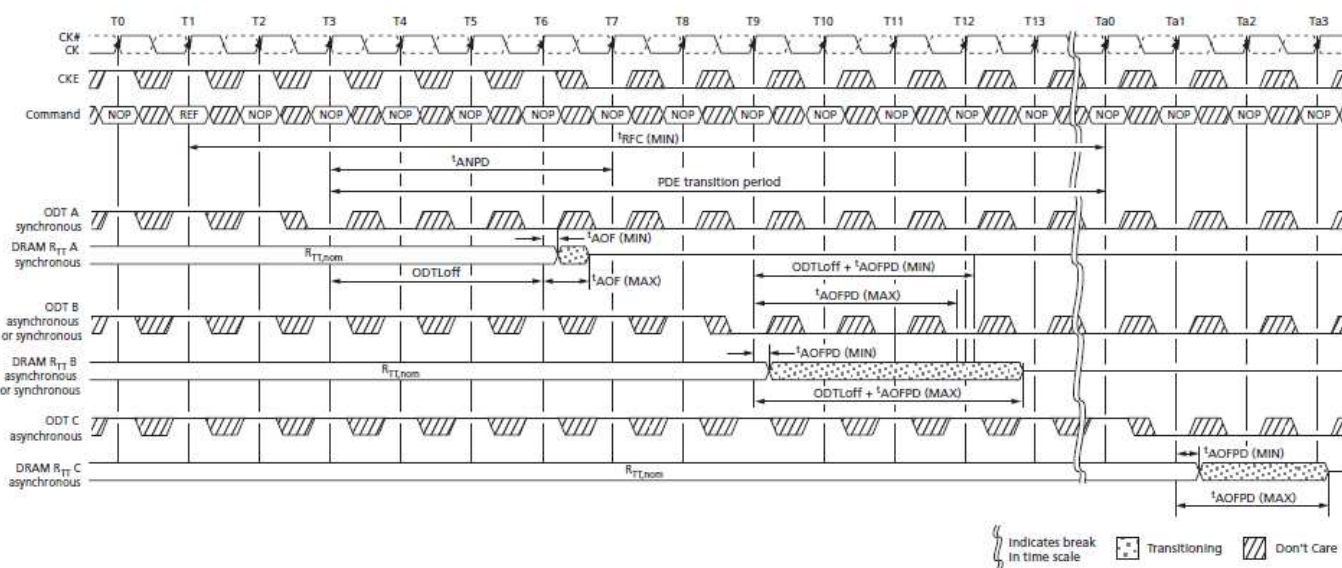 T0 T1 T2 T3 T4 T5 T6 T7 T8 T9 T10 T11 T12 T13 Ta0 Ta1 Ta2 Ta3
CK#
CK
CKE
Command NOP REF NOP NOP NOP NOP NOP NOP NOP NOP NOP NOP NOP NOP NOP NOP NOP NOP
tRFC (MIN)
tANPD
PDE transition period
ODT A
synchronous
tAOF (MIN)
DRAM RTT A
synchronous
RTT,nom
ODTLoff + tAOFPD (MIN)
ODTLoff
tAOF (MAX)
tAOFPD (MAX)
ODT B
asynchronous
or synchronous
tAOFPD (MIN)
DRAM RTT B
asynchronous
or synchronous
RTT,nom
ODTLoff + tAOFPD (MAX)
ODT C
asynchronous
tAOFPD (MIN)
DRAM RTT C
asynchronous
RTT,nom
tAOFPD (MAX)
Indicates break
in time scale
Transitioning
Don't Care